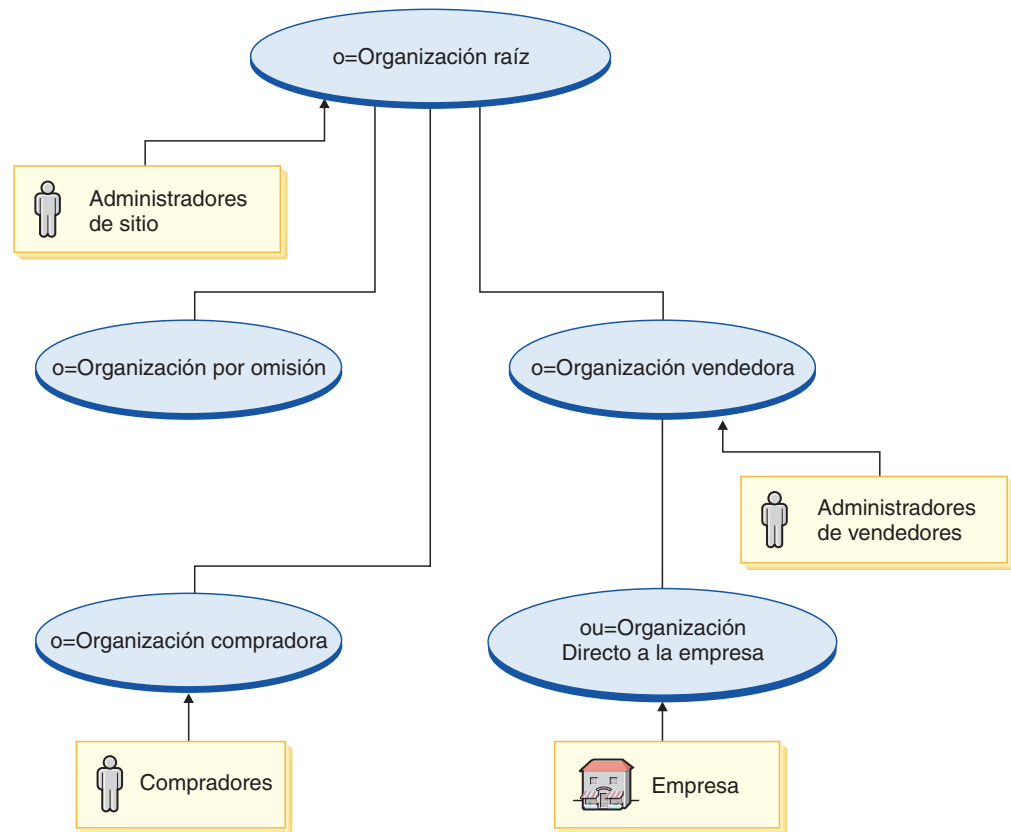 o=Organización raíz
Administradores
de sitio
o=Organización por omisión
o=Organización vendedora
Administradores
de vendedores
o=Organización compradora
ou=Organización
Directo a la empresa
Compradores
Empresa